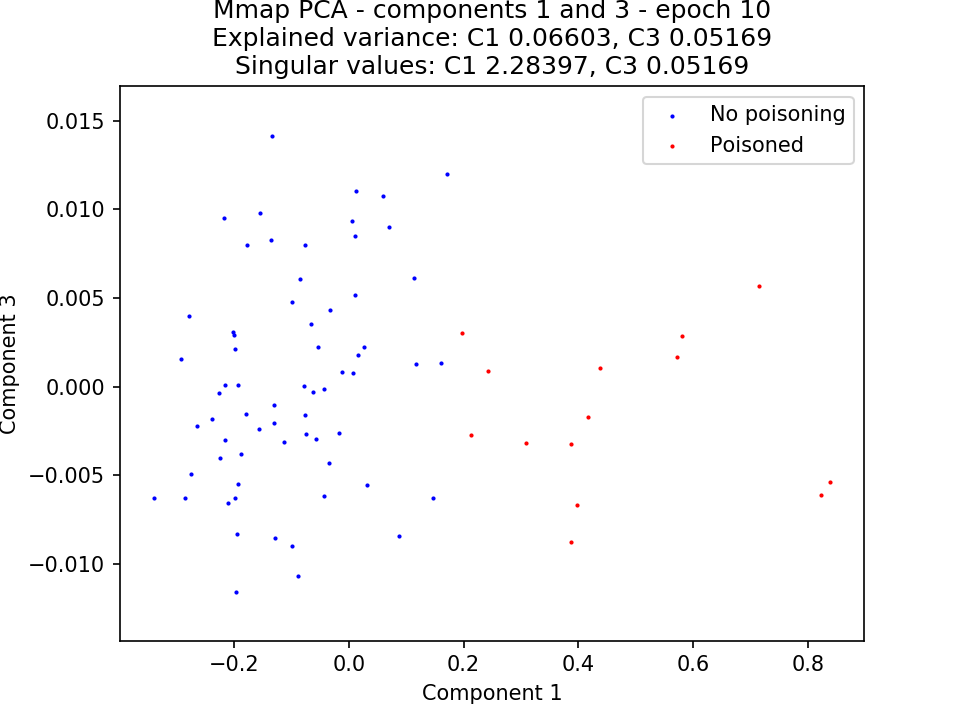 Mmap PCA - components 1 and 3 - epoch 10
Explained variance: C1 0.06603, C3 0.05169
Singular values: C1 2.28397, C3 0.05169
No poisoning
Poisoned
0.015
0.010
0.005
0.000
−0.005
−0.010
Component 3
−0.2
0.0
0.2
0.4
0.6
0.8
Component 1